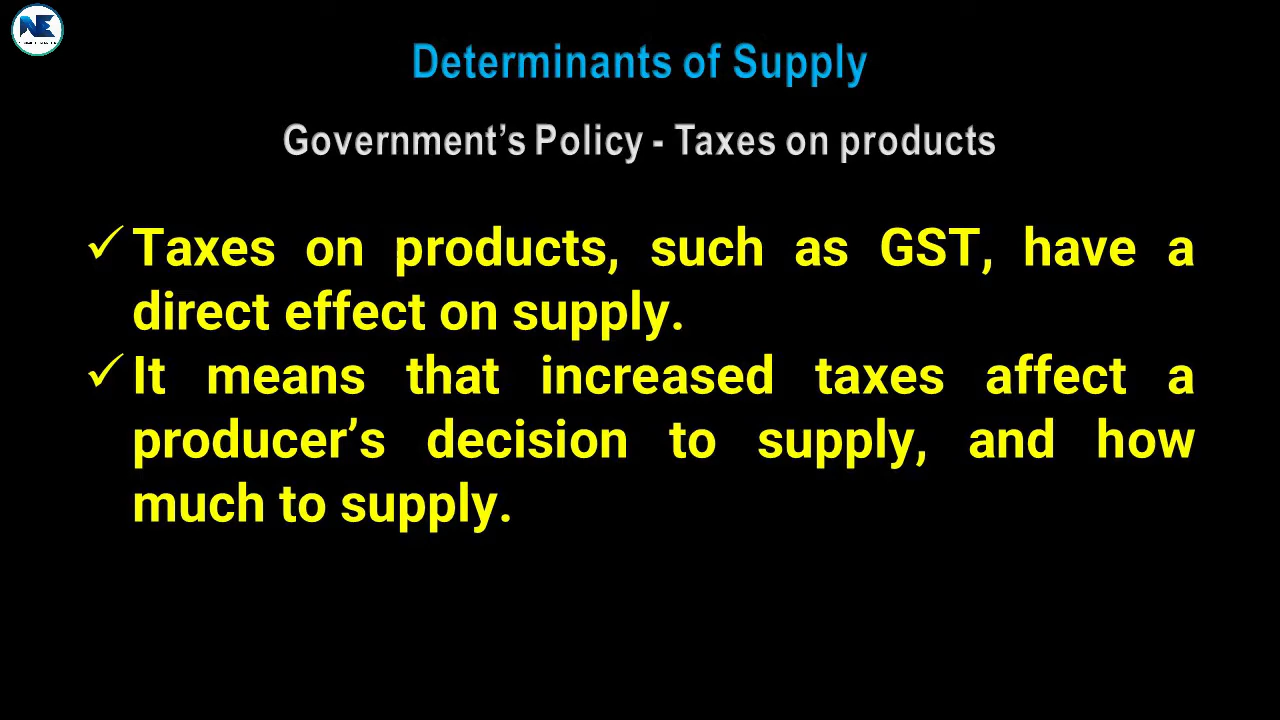 NE
Determinants of Supply
Government’s Policy - Taxes on products
✓ Taxes on products, such as GST, have a
direct effect on supply.
✓ It means that increased taxes affect a
producer’s decision to supply, and how
much to supply.